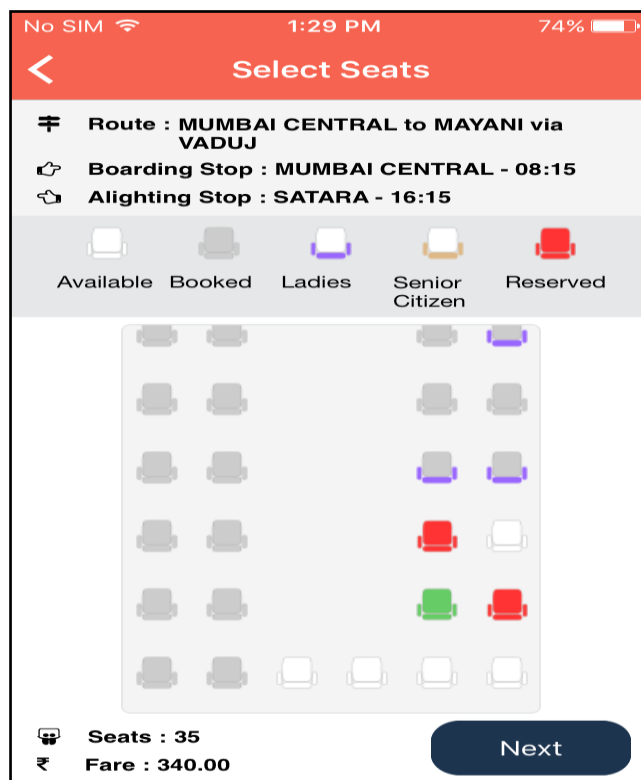 No SIM 1:29 PM 74%
Select Seats
Route : MUMBAI CENTRAL to MAYANI via
VADUJ
Boarding Stop : MUMBAI CENTRAL - 08:15
Alighting Stop : SATARA - 16:15
Available Booked Ladies Senior Reserved
Citizen
Seats : 35
₹ Fare : 340.00
Next